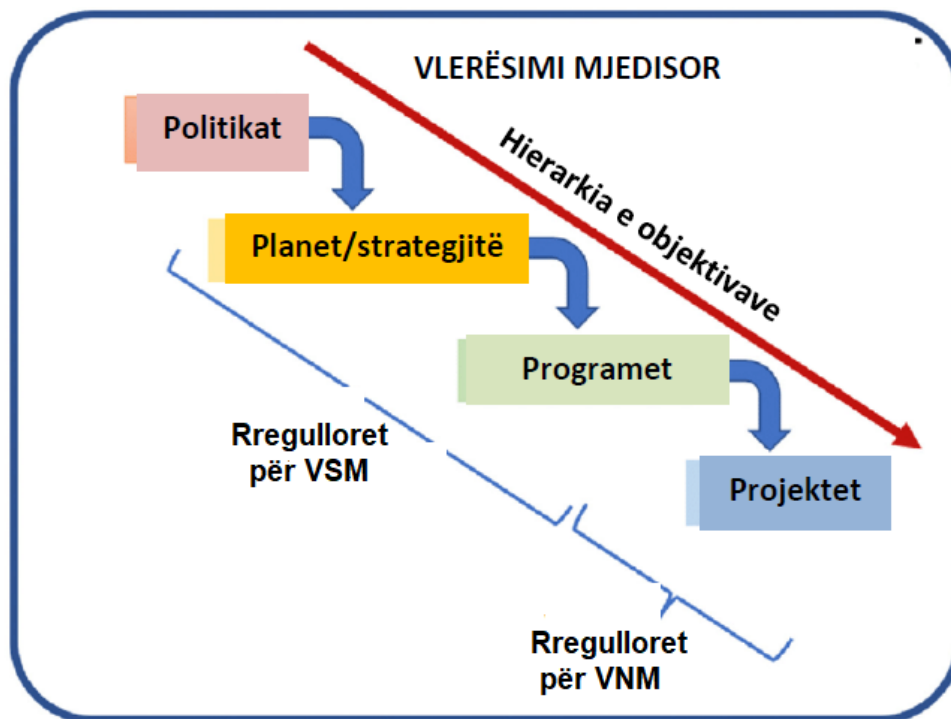 VLERËSIMI MJEDISOR
Politikat
Hierarkia e objektivave
Planet/strategjitë
Programet
Rregulloret
për VSM
Projektet
Rregulloret
për VNM